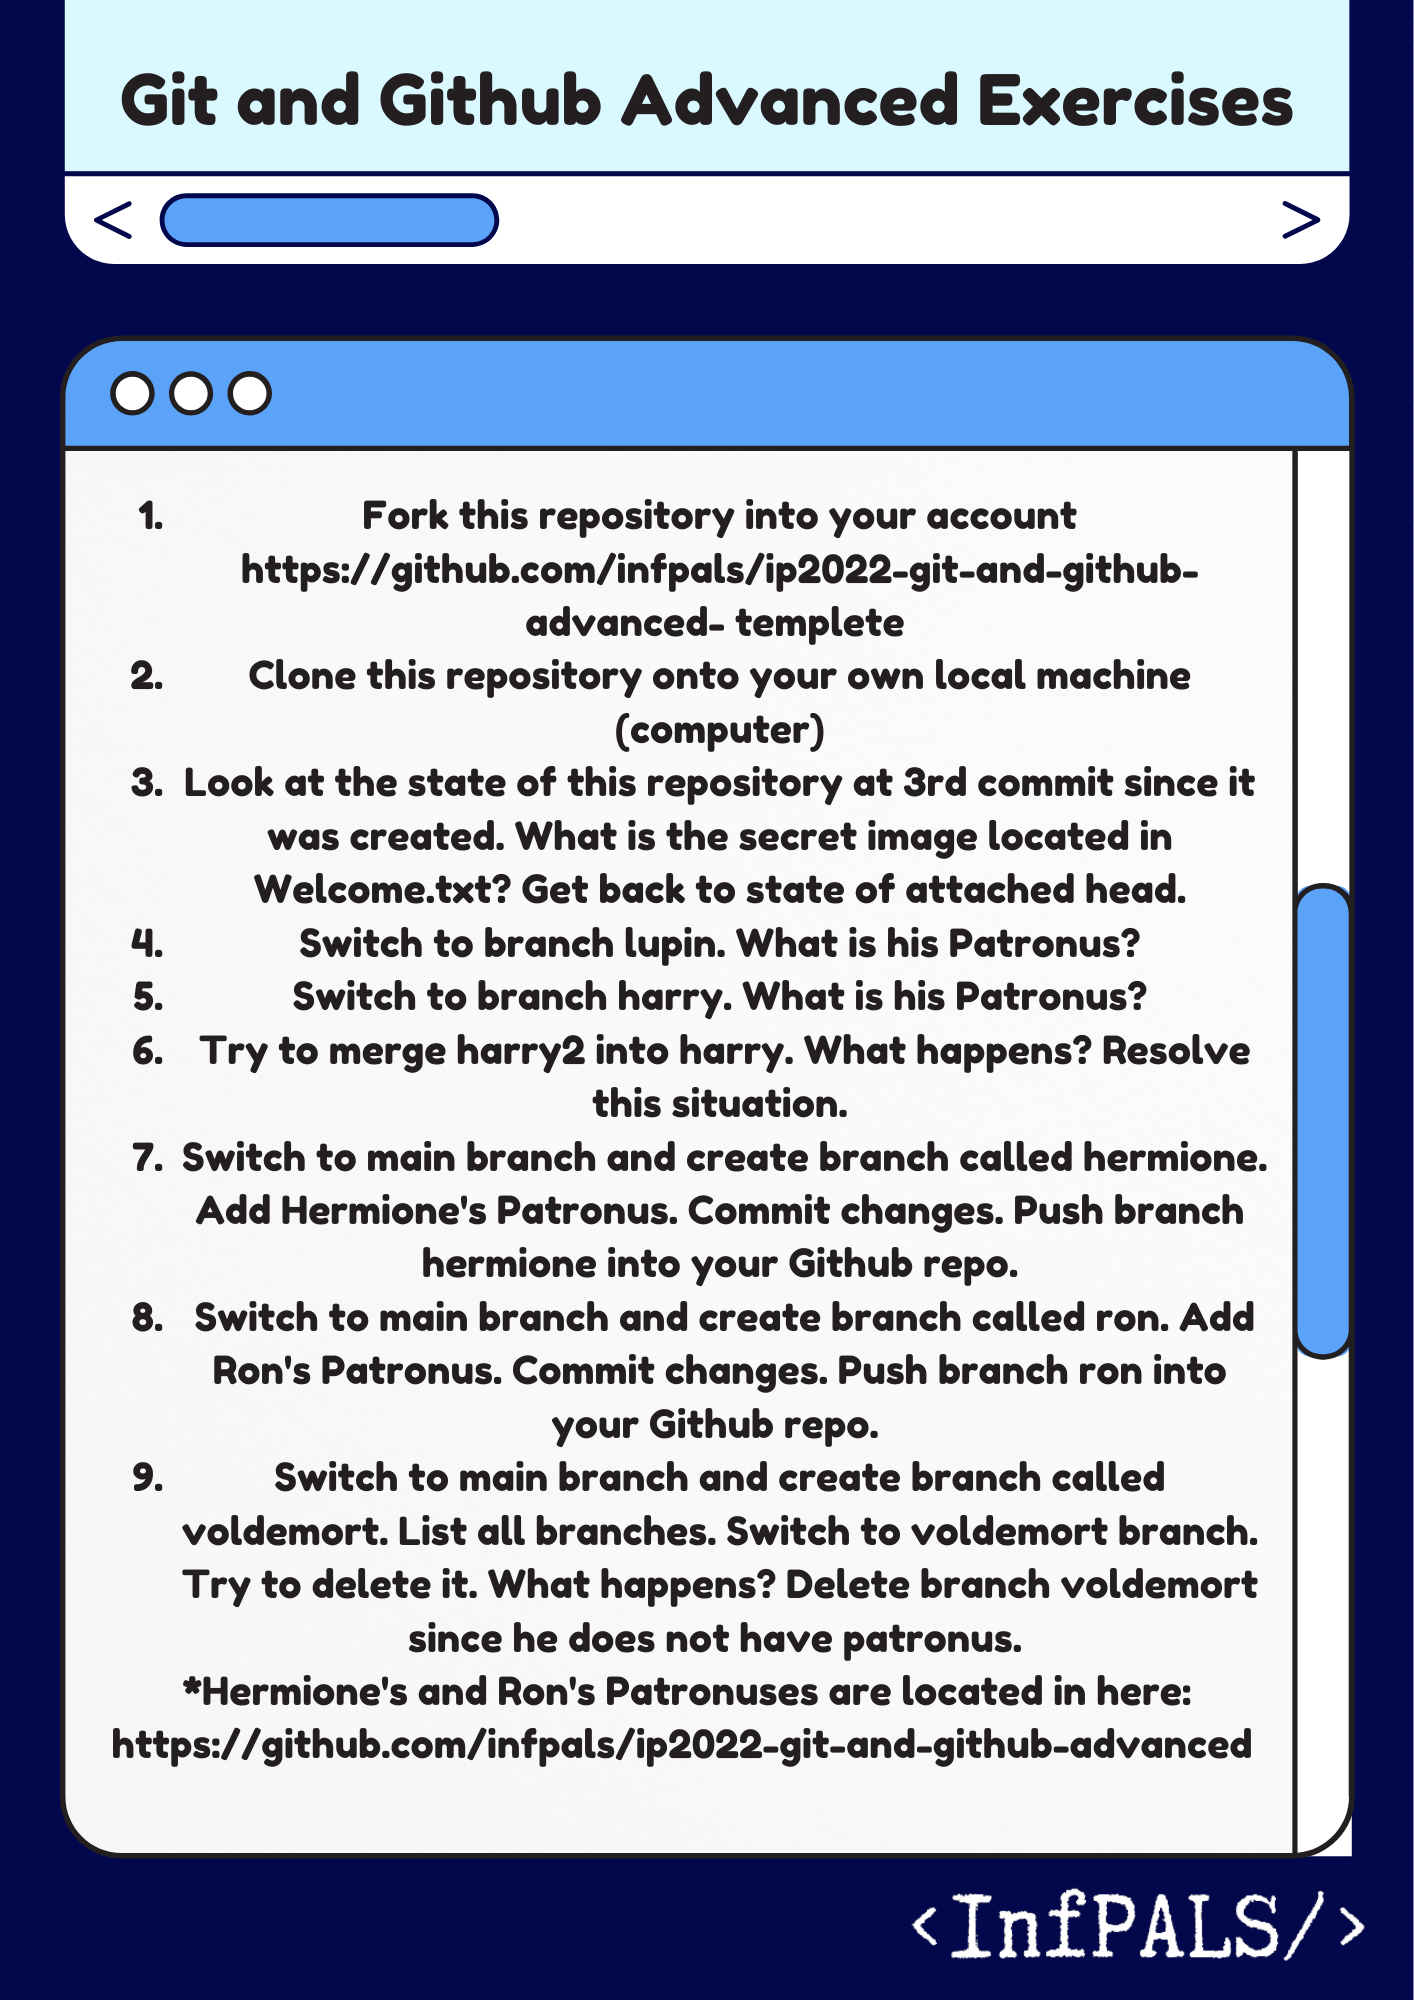 Git and Github Advanced Exercises
< >
1. Fork this repository into your account
https://github.com/infpals/ip2022-git-and-github-
advanced- templete
2. Clone this repository onto your own local machine
(computer)
3. Look at the state of this repository at 3rd commit since it
was created. What is the secret image located in
Welcome.txt? Get back to state of attached head.
4. Switch to branch lupin. What is his Patronus?
5. Switch to branch harry. What is his Patronus?
6. Try to merge harry2 into harry. What happens? Resolve
this situation.
7. Switch to main branch and create branch called hermione.
Add Hermione's Patronus. Commit changes. Push branch
hermione into your Github repo.
8. Switch to main branch and create branch called ron. Add
Ron's Patronus. Commit changes. Push branch ron into
your Github repo.
9. Switch to main branch and create branch called
voldemort. List all branches. Switch to voldemort branch.
Try to delete it. What happens? Delete branch voldemort
since he does not have patronus.
*Hermione's and Ron's Patronuses are located in here:
https://github.com/infpals/ip2022-git-and-github-advanced
<InfPALS/>